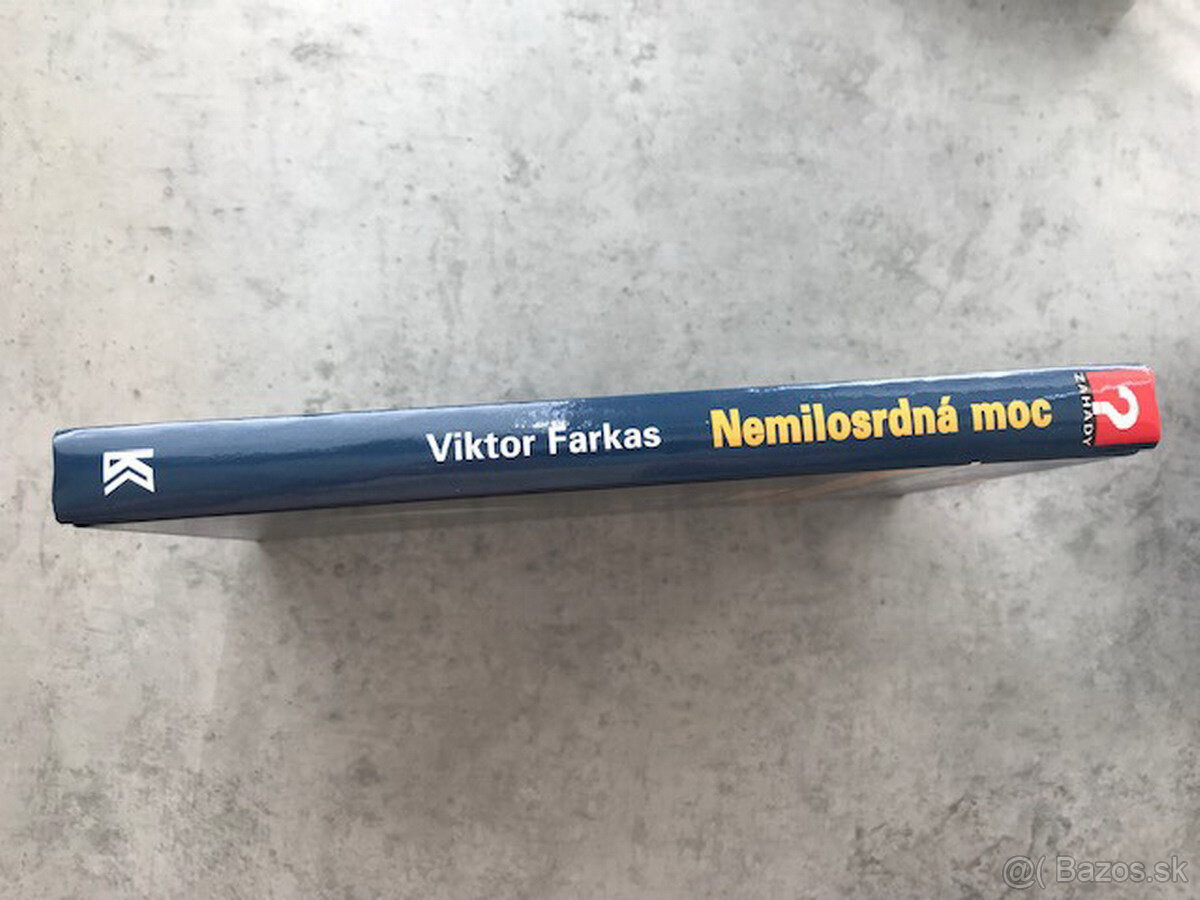 Viktor Farkas
Nemilosrdná moc
ZÁHADY
?
K
@( Bazos.sk